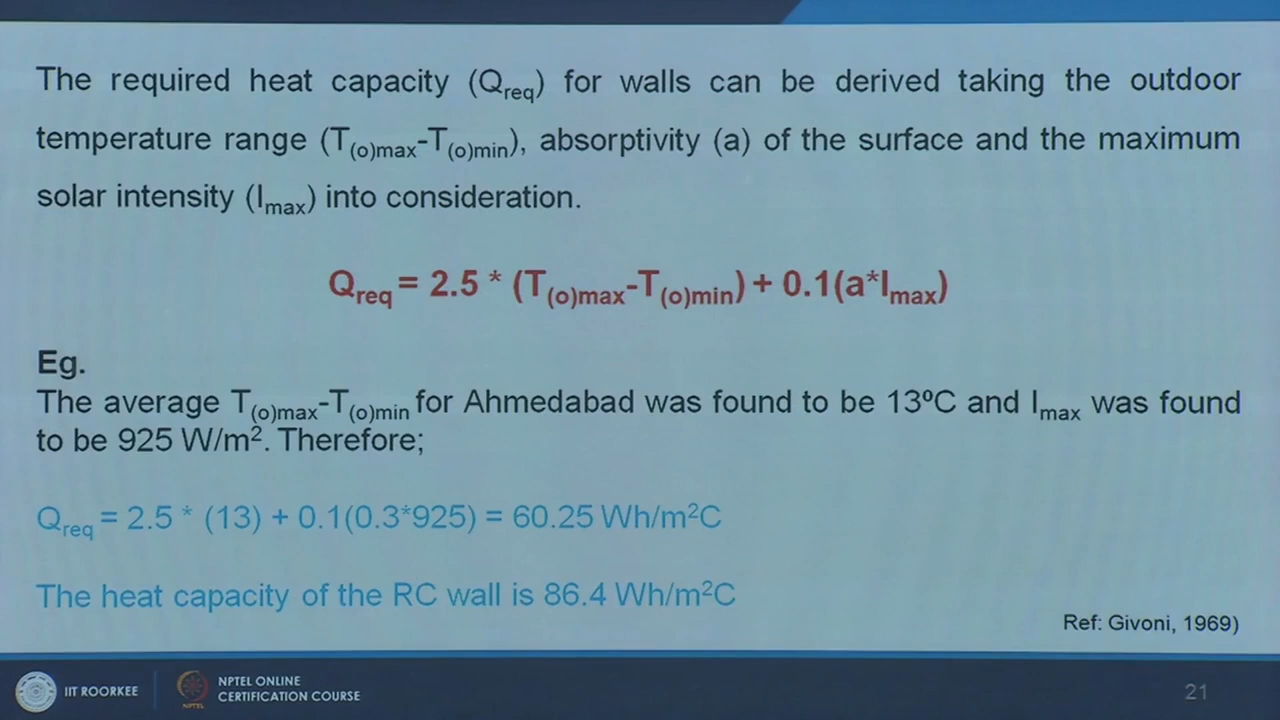 The required heat capacity (Qreq) for walls can be derived taking the outdoor
temperature range (T(o)max-T(o)min), absorptivity (a) of the surface and the maximum
solar intensity (Imax) into consideration.
Qreq = 2.5 * (T(o)max-T(o)min) + 0.1(a*Imax)
Eg.
The average T(o)max-T(o)min for Ahmedabad was found to be 13ºC and Imax was found
to be 925 W/m². Therefore;
Qreq = 2.5 * (13) + 0.1(0.3*925) = 60.25 Wh/m²C
The heat capacity of the RC wall is 86.4 Wh/m²C
Ref: Givoni, 1969)
IIT ROORKEE
NPTEL
NPTEL ONLINE
CERTIFICATION COURSE
21